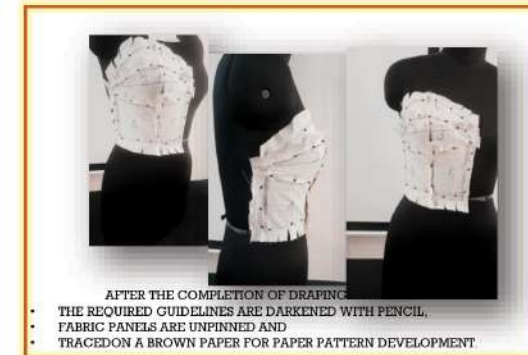 AFTER THE COMPLETION OF DRAPING
• THE REQUIRED GUIDELINES ARE DARKENED WITH PENCIL,
• FABRIC PANELS ARE UNPINNED AND
• TRACEDON A BROWN PAPER FOR PAPER PATTERN DEVELOPMENT.